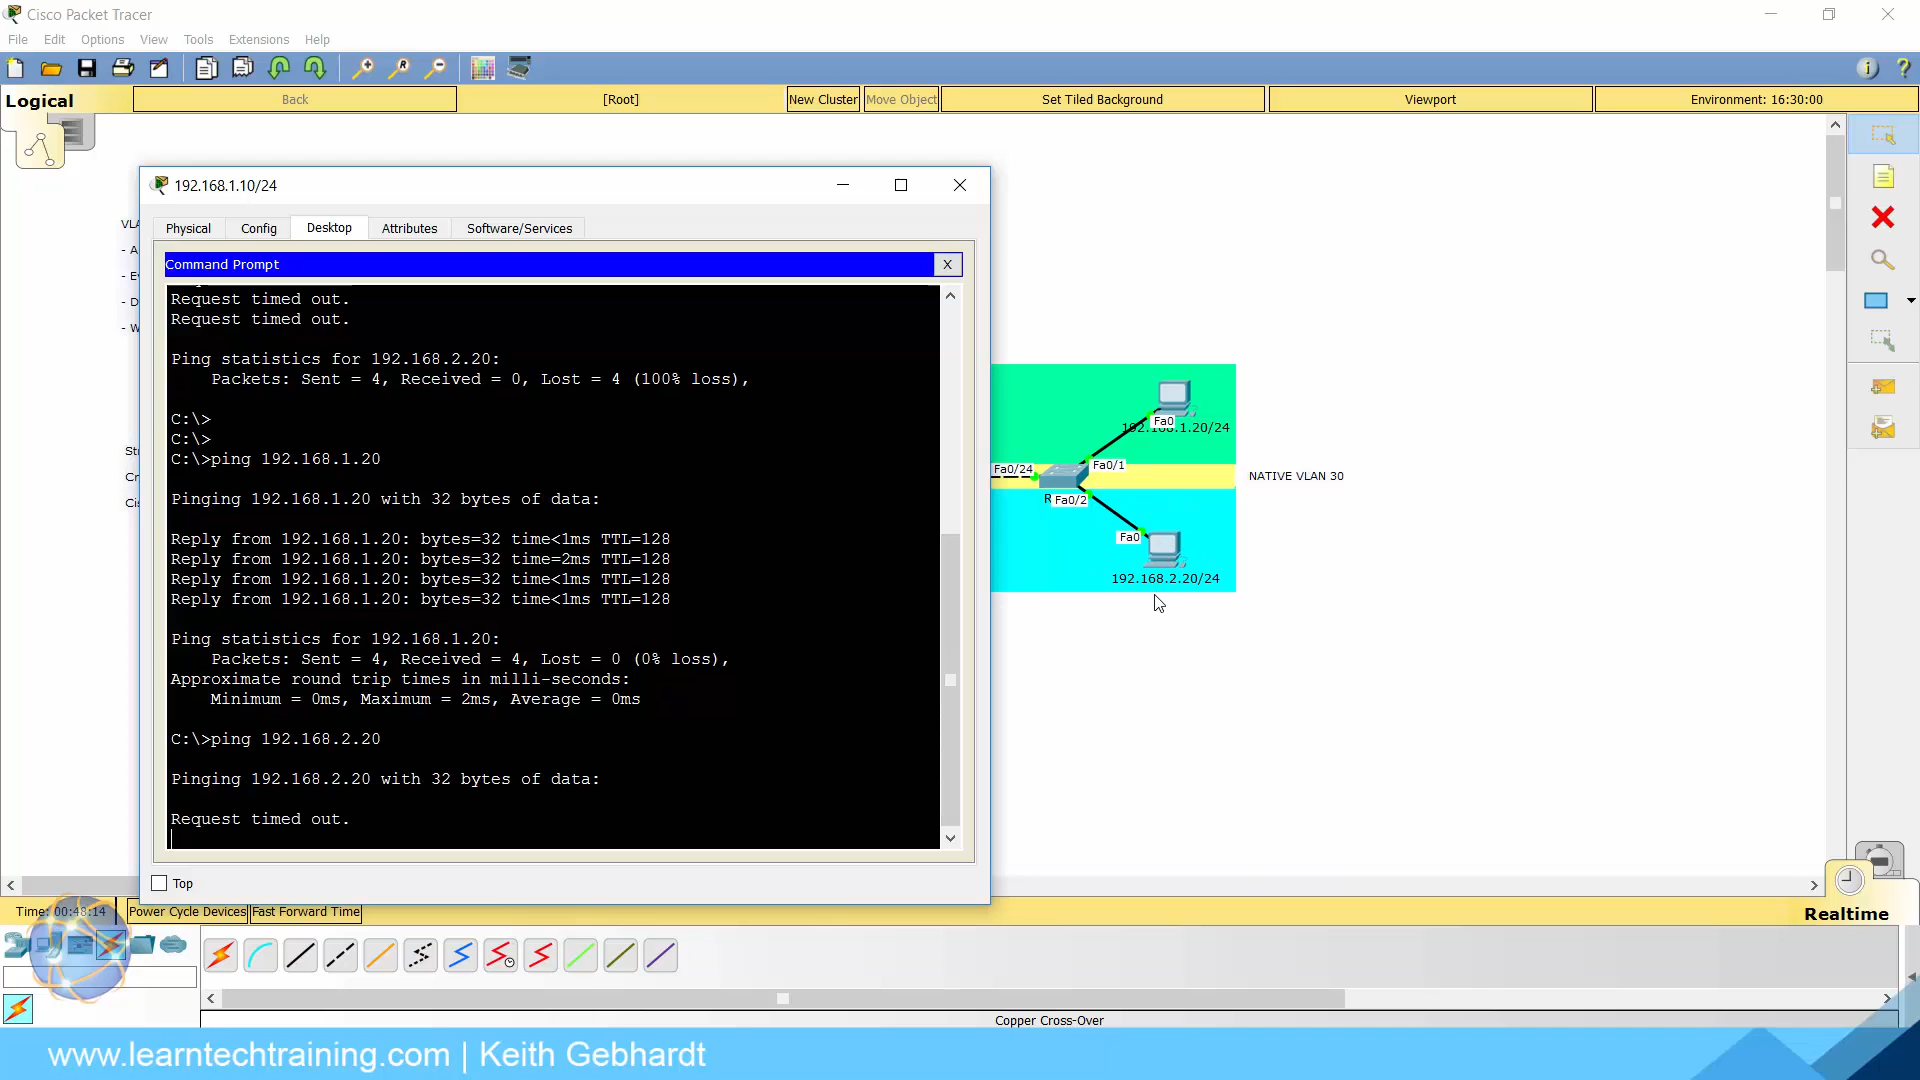 Cisco Packet Tracer
File Edit Options View Tools Extensions Help
Logical
Back
[Root]
New Cluster
Move Object
Set Tiled Background
Viewport
Environment: 16:30:00
192.168.1.10/24
Physical Config Desktop Attributes Software/Services
Command Prompt
X
Request timed out.
Request timed out.
Ping statistics for 192.168.2.20:
Packets: Sent = 4, Received = 0, Lost = 4 (100% loss),
C:\>
C:\>
C:\>ping 192.168.1.20
Pinging 192.168.1.20 with 32 bytes of data:
Reply from 192.168.1.20: bytes=32 time<1ms TTL=128
Reply from 192.168.1.20: bytes=32 time=2ms TTL=128
Reply from 192.168.1.20: bytes=32 time<1ms TTL=128
Reply from 192.168.1.20: bytes=32 time<1ms TTL=128
Ping statistics for 192.168.1.20:
Packets: Sent = 4, Received = 4, Lost = 0 (0% loss),
Approximate round trip times in milli-seconds:
Minimum = 0ms, Maximum = 2ms, Average = 0ms
C:\>ping 192.168.2.20
Pinging 192.168.2.20 with 32 bytes of data:
Request timed out.
Top
Fa0
192.168.1.20/24
Fa0/24
Fa0/1
NATIVE VLAN 30
Fa0/2
Fa0
192.168.2.20/24
Time: 00:48:14
Power Cycle Devices
Fast Forward Time
Realtime
Copper Cross-Over
www.learntechtraining.com | Keith Gebhardt